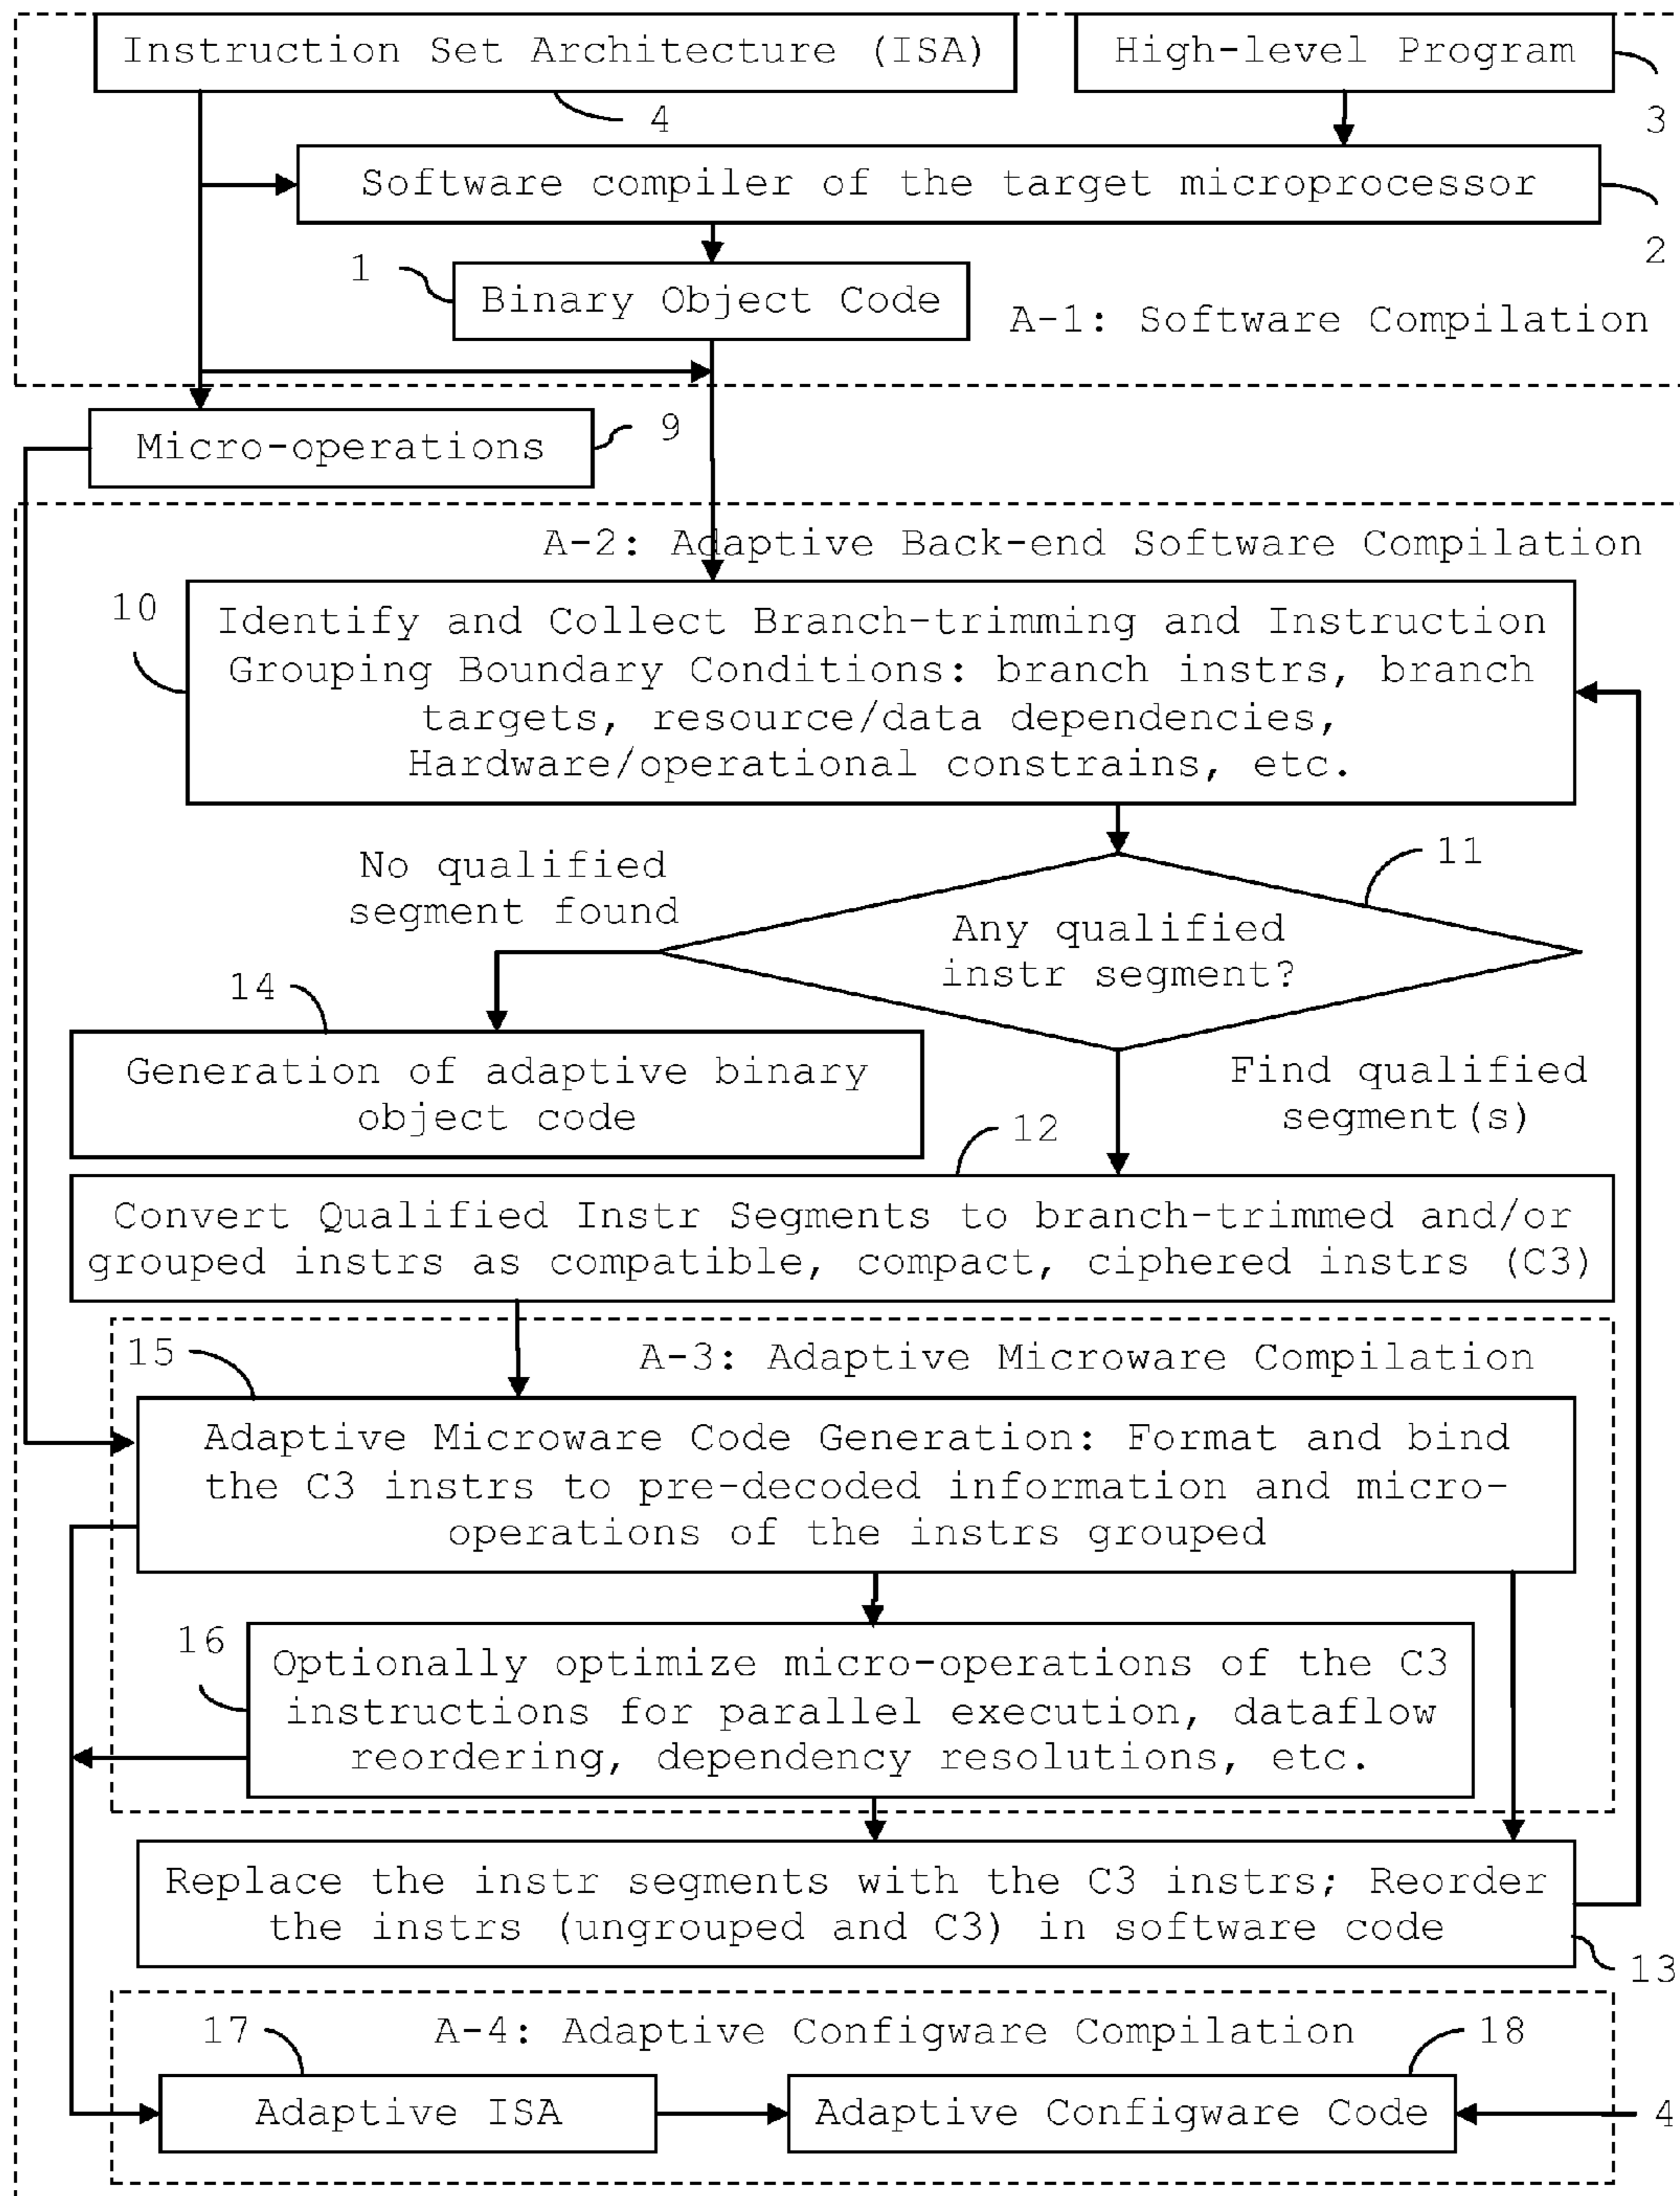 Instruction Set Architecture (ISA)
High-level Program
4
3
Software compiler of the target microprocessor
2
1
Binary Object Code
A-1: Software Compilation
Micro-operations
9
A-2: Adaptive Back-end Software Compilation
10
Identify and Collect Branch-trimming and Instruction
Grouping Boundary Conditions: branch instrs, branch
targets, resource/data dependencies,
Hardware/operational constrains, etc.
11
No qualified
segment found
Any qualified
instr segment?
14
Generation of adaptive binary
object code
Find qualified
segment(s)
12
Convert Qualified Instr Segments to branch-trimmed and/or
grouped instrs as compatible, compact, ciphered instrs (C3)
15
A-3: Adaptive Microware Compilation
Adaptive Microware Code Generation: Format and bind
the C3 instrs to pre-decoded information and micro-
operations of the instrs grouped
16
Optionally optimize micro-operations of the C3
instructions for parallel execution, dataflow
reordering, dependency resolutions, etc.
Replace the instr segments with the C3 instrs; Reorder
the instrs (ungrouped and C3) in software code
13
17
A-4: Adaptive Configware Compilation
18
Adaptive ISA
Adaptive Configware Code
4